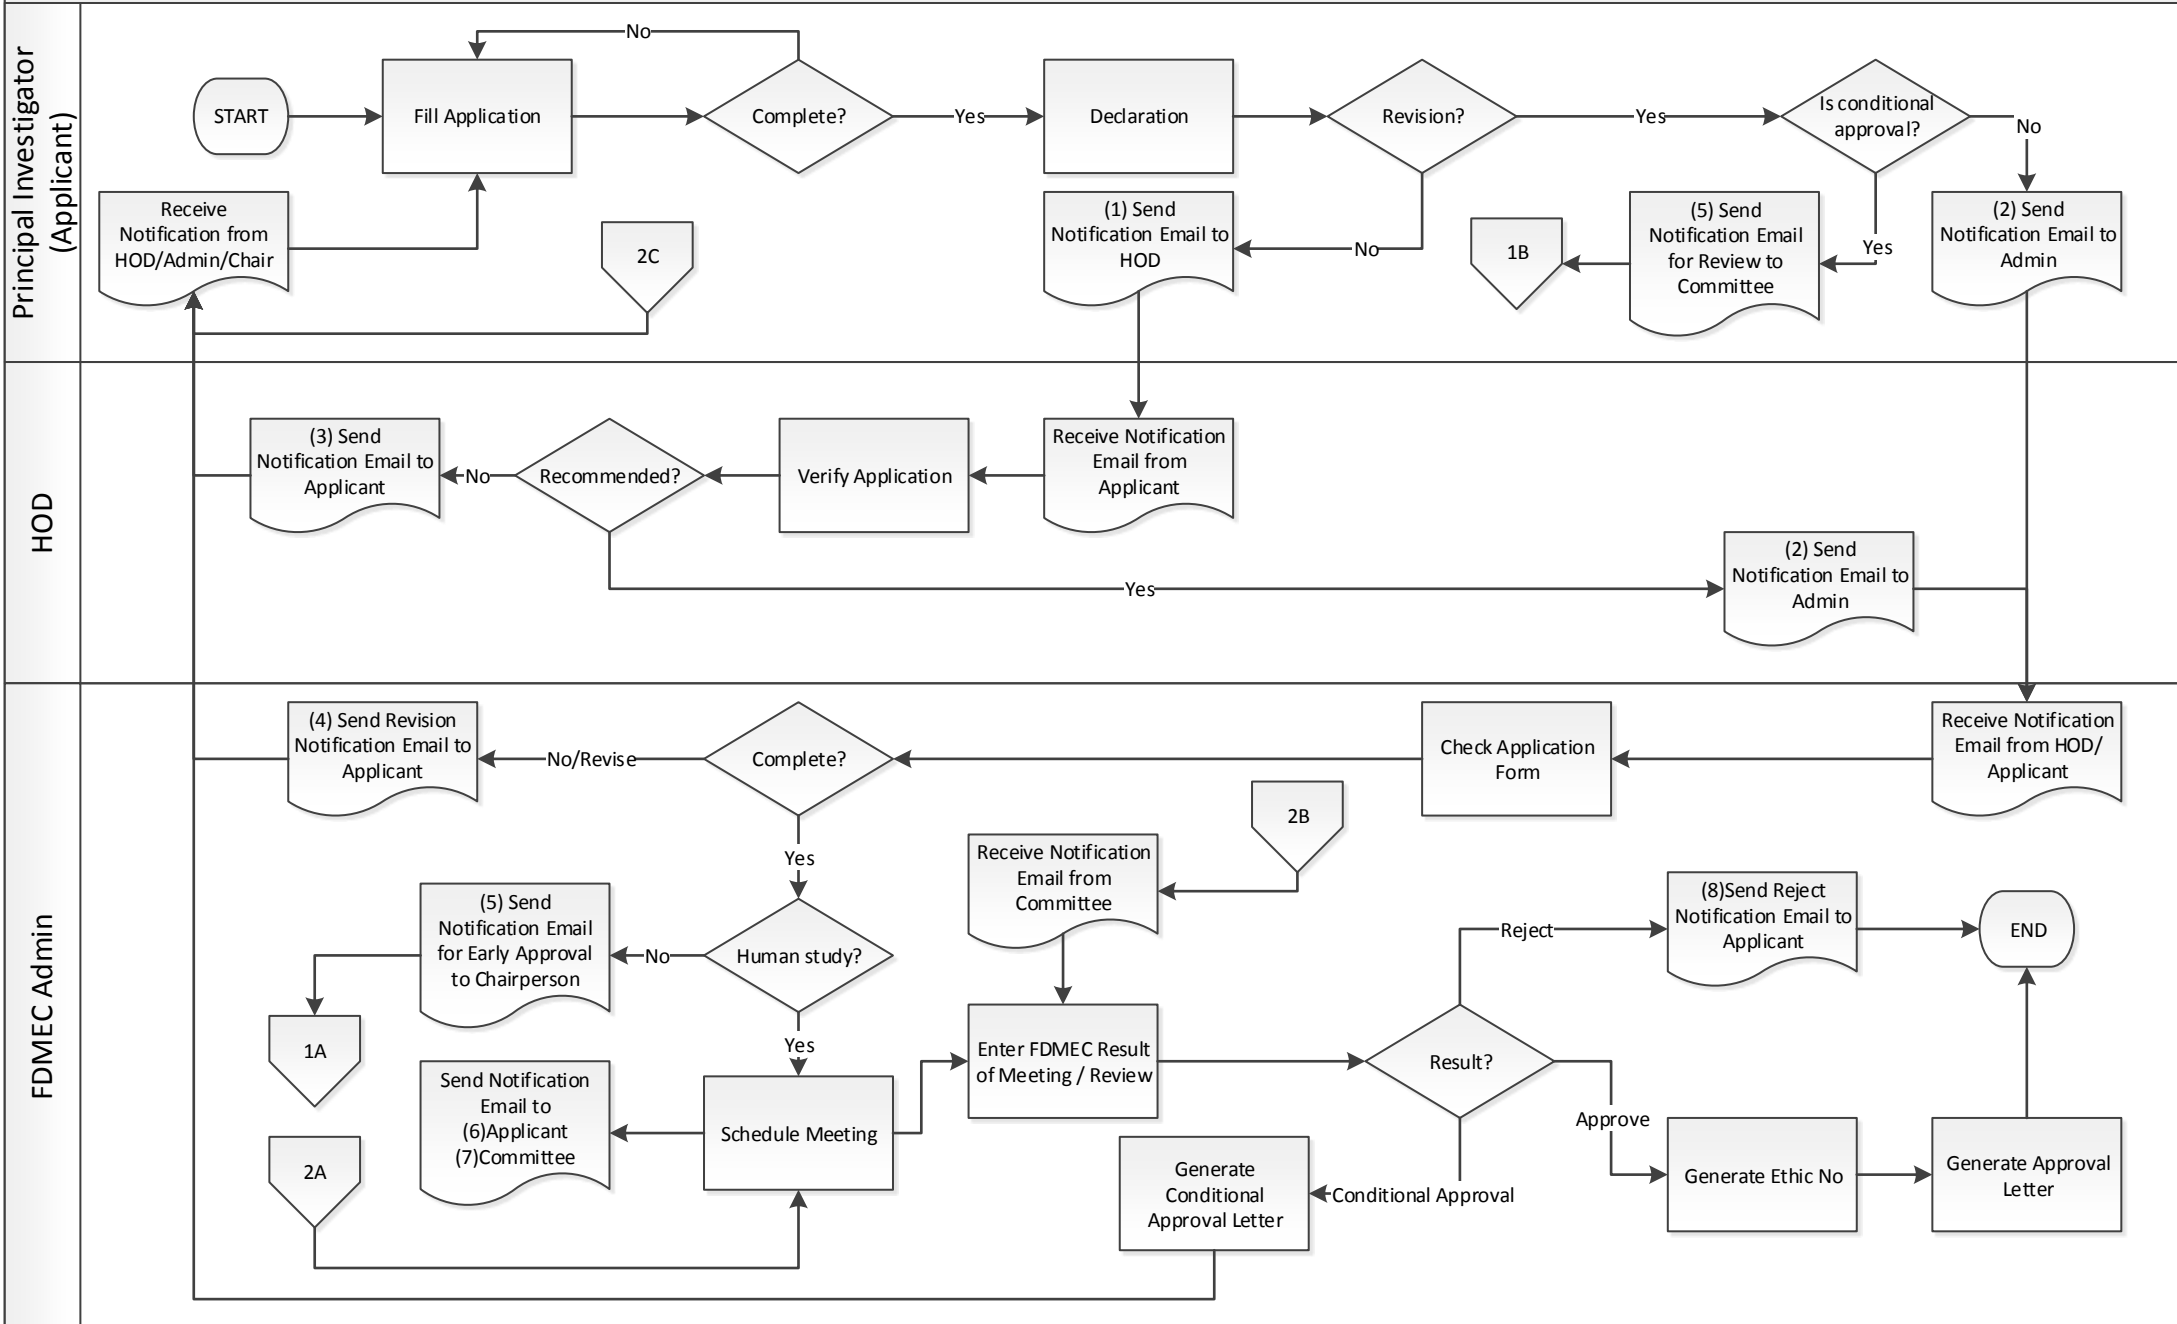 Principal Investigator
(Applicant)
START
Fill Application
No
Complete?
Yes
Declaration
Revision?
Yes
Is conditional
approval?
No
Receive
Notification from
HOD/Admin/Chair
2C
(1) Send
Notification Email to
HOD
No
1B
(5) Send
Notification Email
for Review to
Committee
Yes
(2) Send
Notification Email to
Admin
HOD
(3) Send
Notification Email to
Applicant
No
Recommended?
Verify Application
Receive Notification
Email from
Applicant
Yes
(2) Send
Notification Email to
Admin
FDMEC Admin
(4) Send Revision
Notification Email to
Applicant
No/Revise
Complete?
Check Application
Form
Receive Notification
Email from HOD/
Applicant
Yes
2B
Receive Notification
Email from
Committee
(5) Send
Notification Email
for Early Approval
to Chairperson
No
Human study?
Reject
(8)Send Reject
Notification Email to
Applicant
END
1A
Yes
Enter FDMEC Result
of Meeting / Review
Result?
Send Notification
Email to
(6)Applicant
(7)Committee
Schedule Meeting
Approve
2A
Generate
Conditional
Approval Letter
Conditional Approval
Generate Ethic No
Generate Approval
Letter